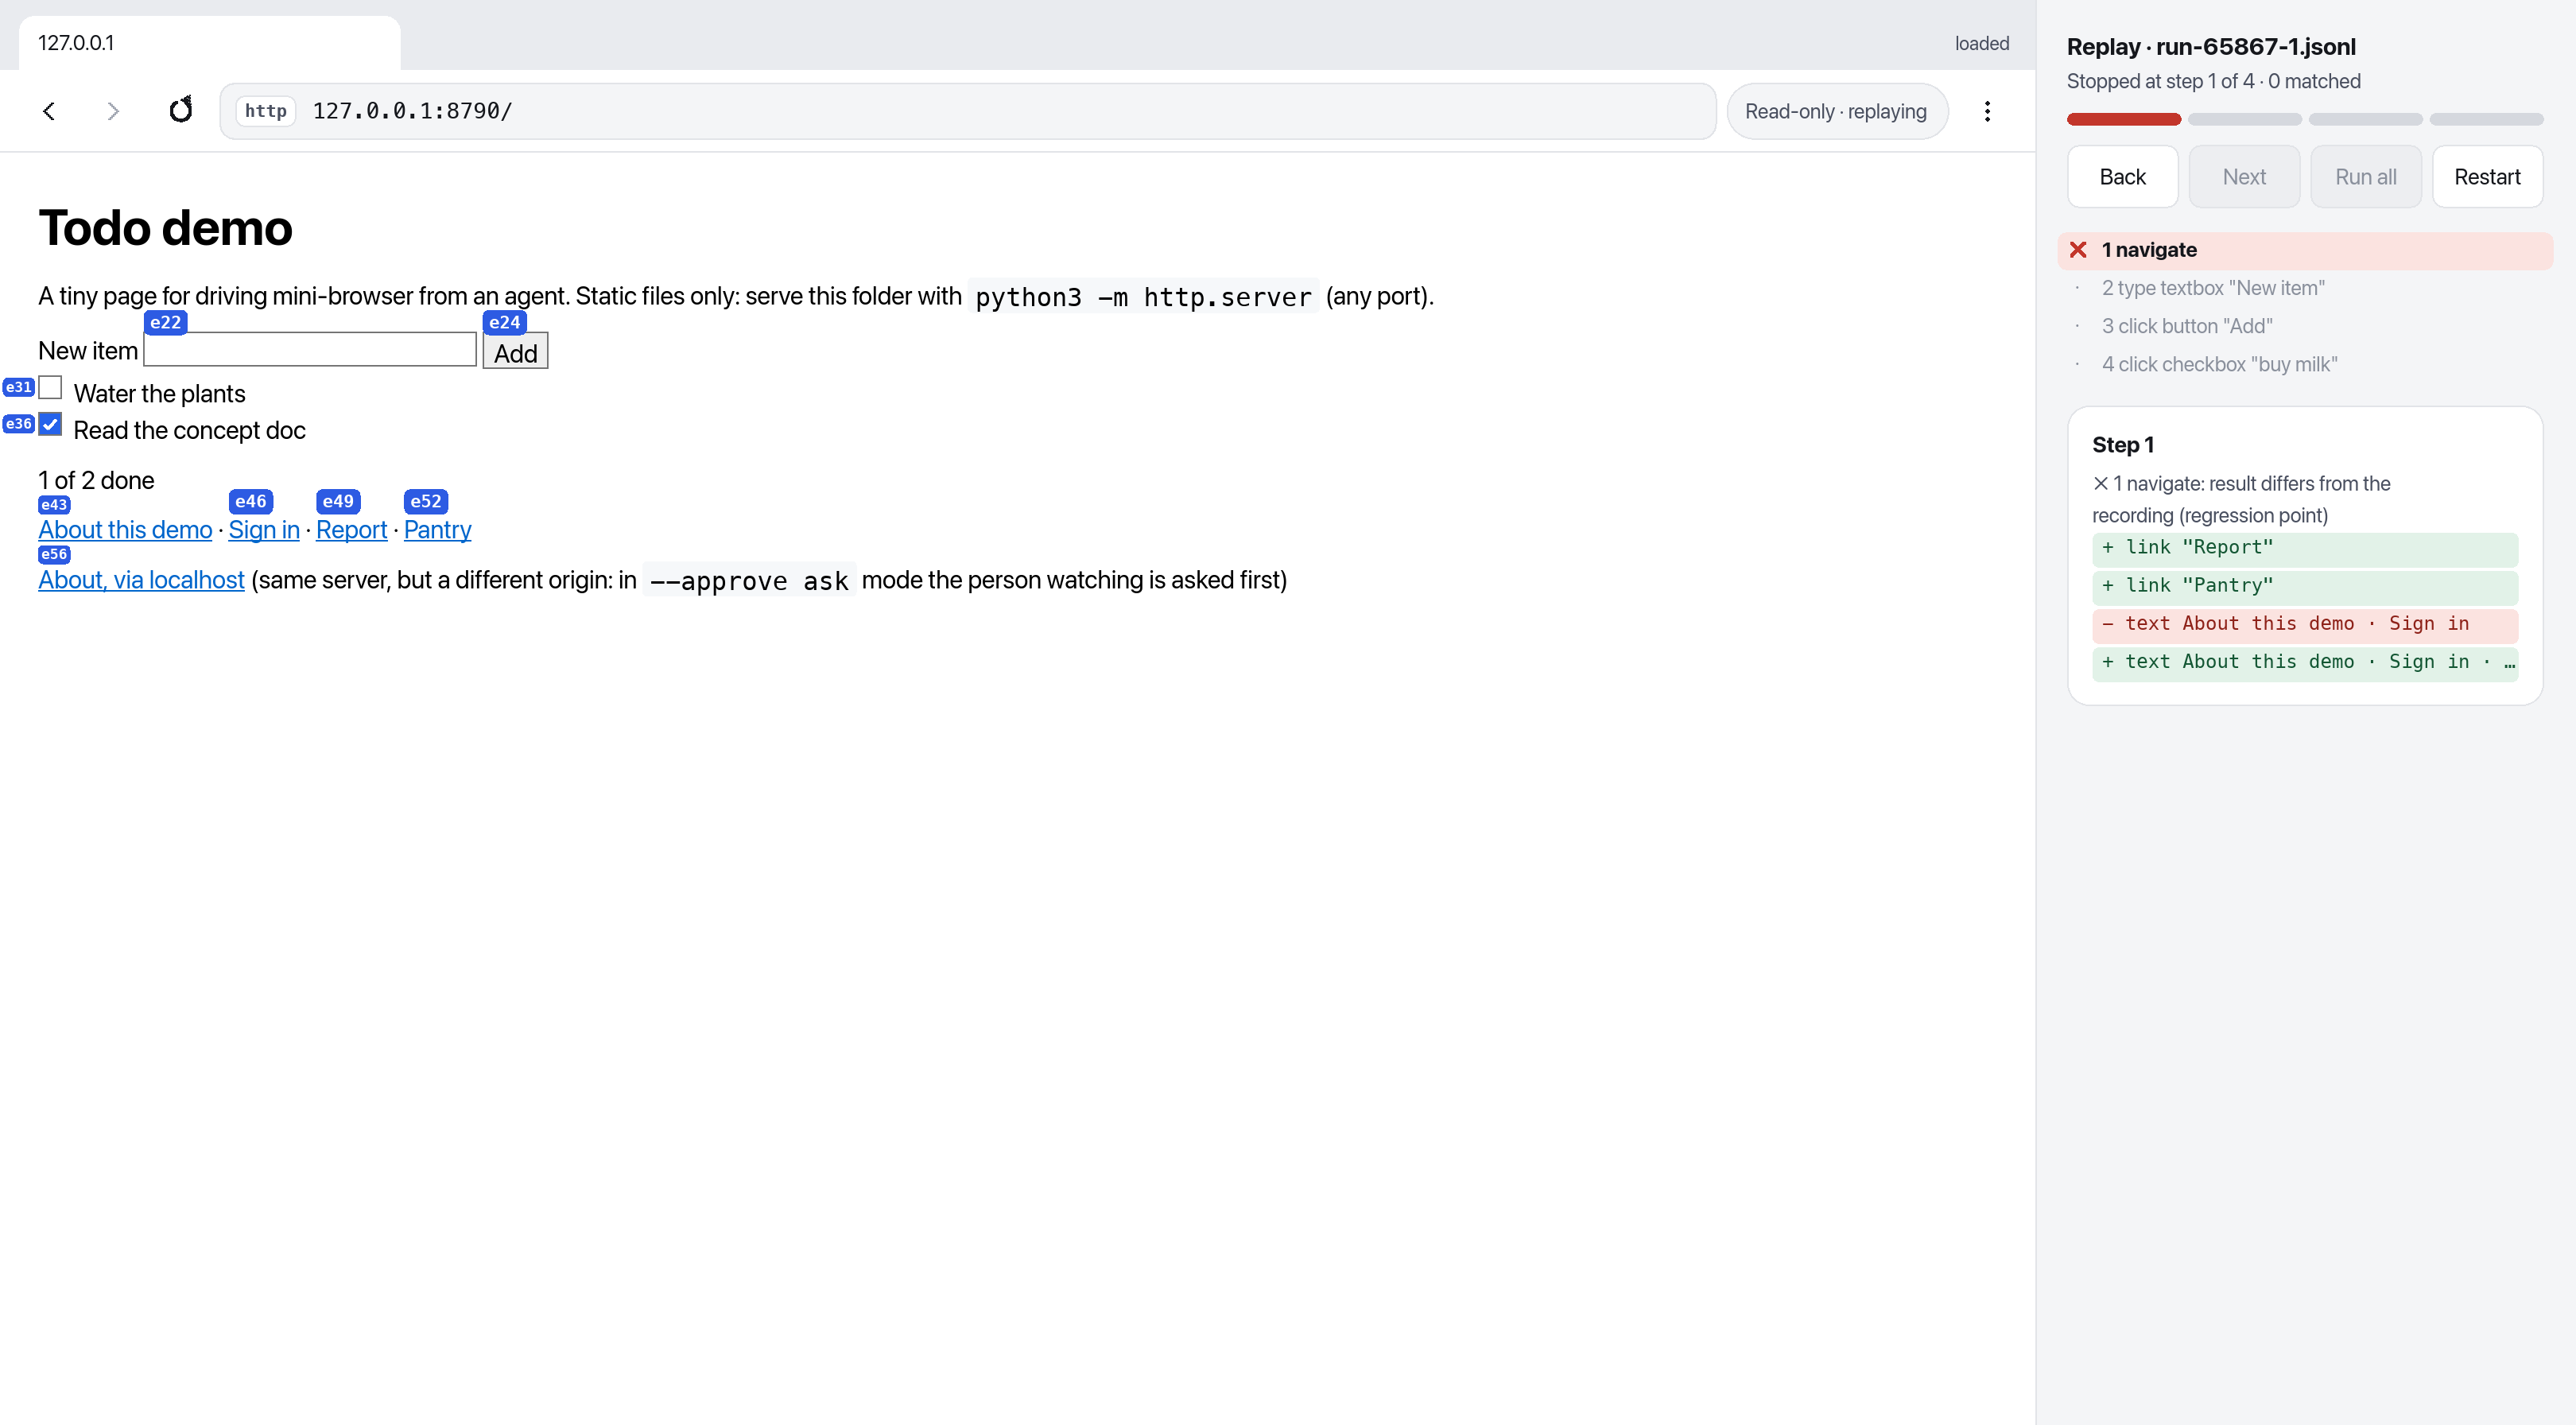 127.0.0.1
loaded
http 127.0.0.1:8790/
Read-only · replaying
Todo demo
A tiny page for driving mini-browser from an agent. Static files only: serve this folder with python3 -m http.server (any port).
e22 e24
New item Add
e31 Water the plants
e36 Read the concept doc
1 of 2 done
e43 e46 e49 e52
About this demo · Sign in · Report · Pantry
e56
About, via localhost (same server, but a different origin: in --approve ask mode the person watching is asked first)
Replay · run-65867-1.jsonl
Stopped at step 1 of 4 · 0 matched
Back Next Run all Restart
1 navigate
· 2 type textbox "New item"
· 3 click button "Add"
· 4 click checkbox "buy milk"
Step 1
× 1 navigate: result differs from the
recording (regression point)
+ link "Report"
+ link "Pantry"
− text About this demo · Sign in
+ text About this demo · Sign in · …